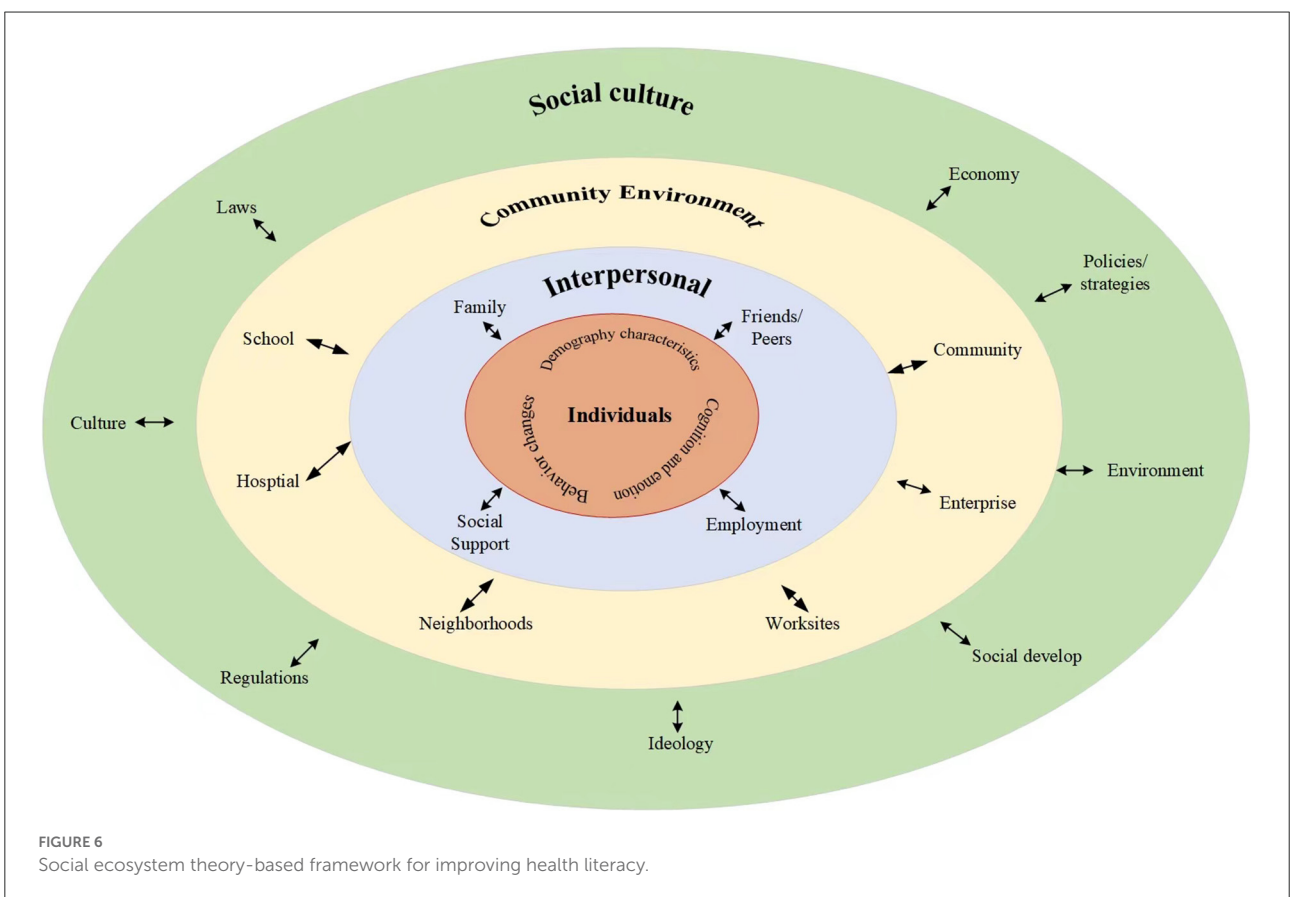 Social culture
Economy
Laws
Community Environment
Policies/
strategies
Interpersonal
Family
Friends/
Peers
School
Community
Demography characteristics
Individuals
Cognition and emotion
Behavior changes
Culture
Hosptial
Environment
Enterprise
Social
Support
Employment
Neighborhoods
Worksites
Social develop
Regulations
Ideology
FIGURE 6
Social ecosystem theory-based framework for improving health literacy.